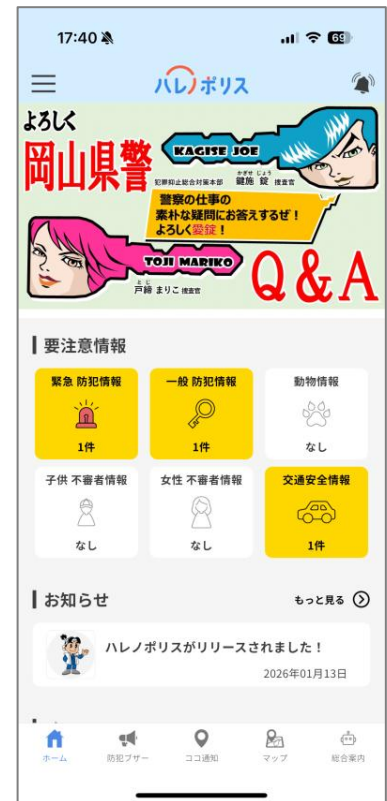 17:40
69
ハレノポリス
よろしく
岡山県警
KAGISE JOE
犯罪抑止総合対策本部 鍵施 錠 捜査官
かぎせ じょう
警察の仕事の
素朴な疑問にお答えするぜ！
よろしく愛錠！
TOJI MARIKO
とじ
戸締 まりこ 捜査官
Q&A
要注意情報
緊急 防犯情報
1件
一般 防犯情報
1件
動物情報
なし
子供 不審者情報
なし
女性 不審者情報
なし
交通安全情報
1件
お知らせ
もっと見る
ハレノポリスがリリースされました！
2026年01月13日
ホーム
防犯ブザー
ココ通知
マップ
総合案内